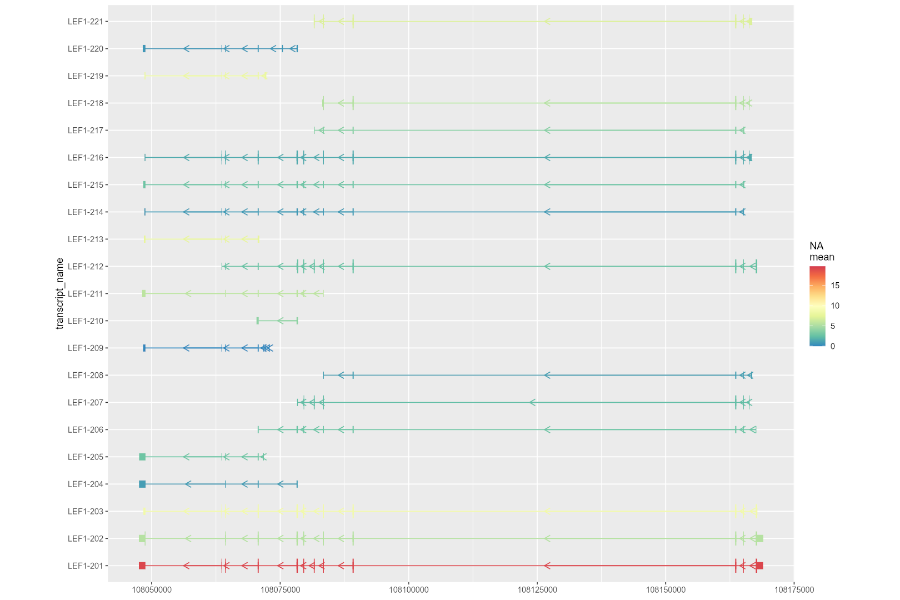 LEF1-221
LEF1-220
LEF1-219
LEF1-218
LEF1-217
LEF1-216
LEF1-215
LEF1-214
LEF1-213
LEF1-212
LEF1-211
LEF1-210
LEF1-209
LEF1-208
LEF1-207
LEF1-206
LEF1-205
LEF1-204
LEF1-203
LEF1-202
LEF1-201
transcript_name
108050000 108075000 108100000 108125000 108150000 108175000
NA
mean
15
10
5
0